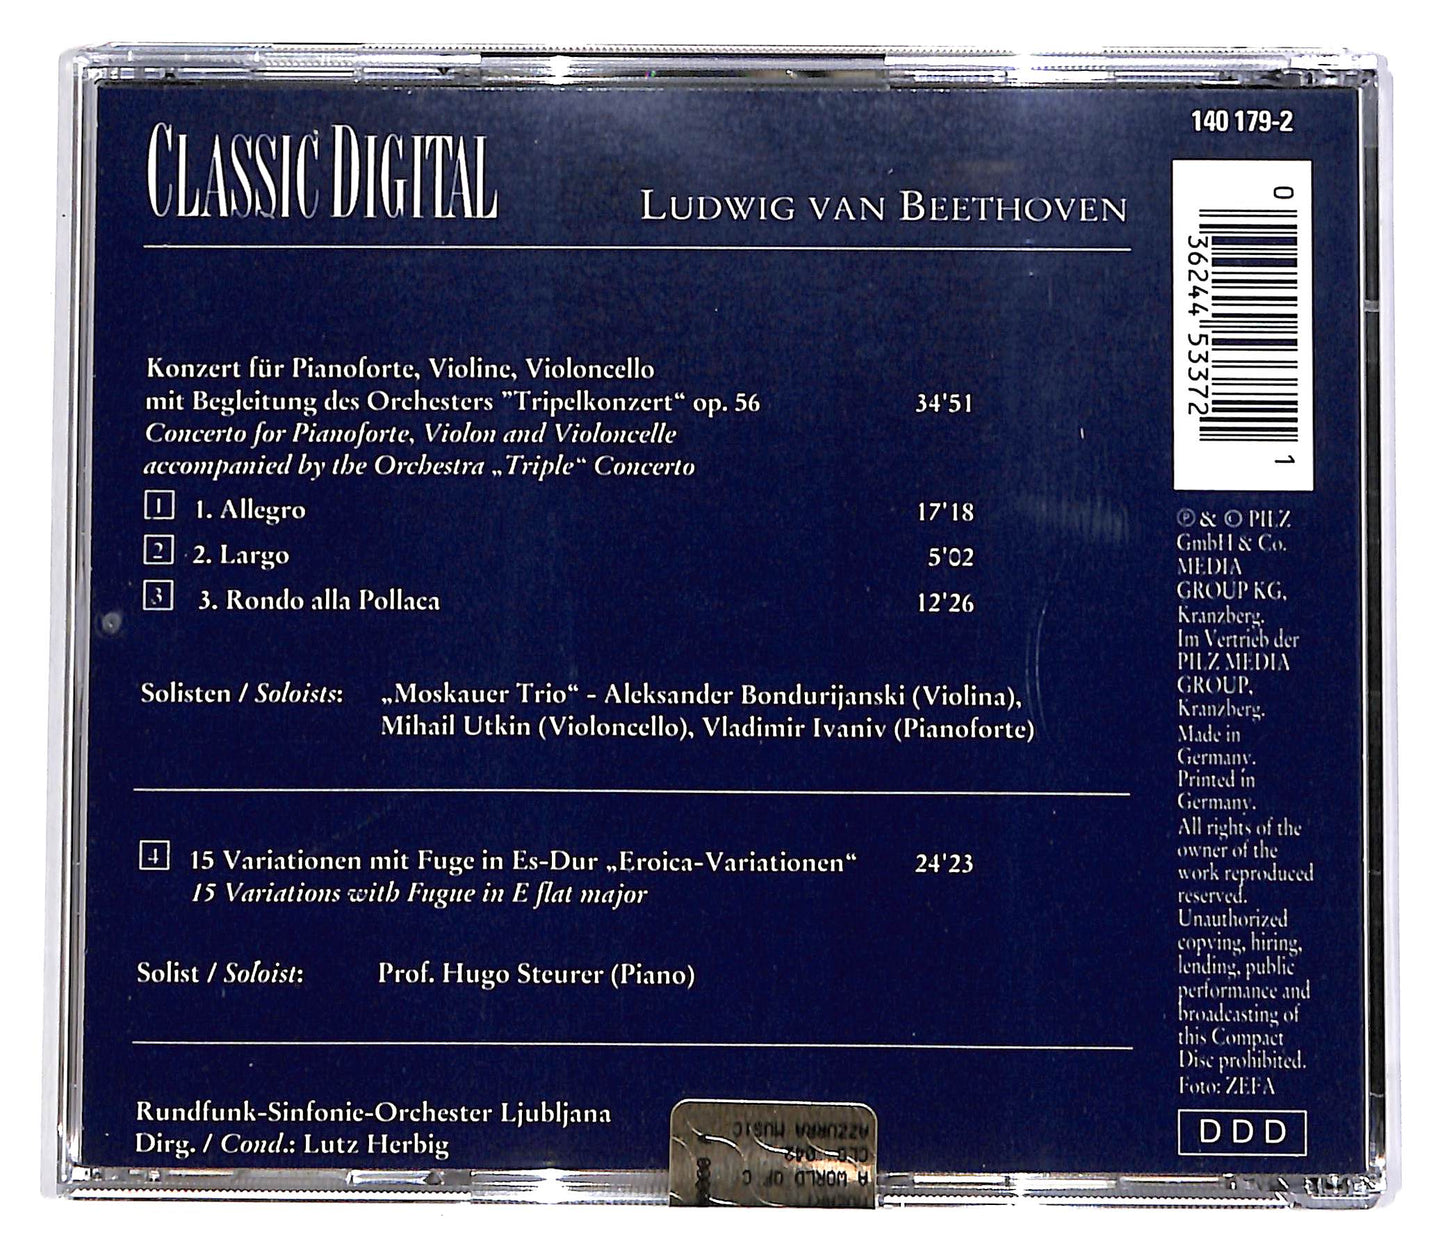 CLASSIC DIGITAL
LUDWIG VAN BEETHOVEN
140 179-2
0 36244 53372 1
Konzert für Pianoforte, Violine, Violoncello
mit Begleitung des Orchesters ”Tripelkonzert“ op. 56 34'51
Concerto for Pianoforte, Violon and Violoncelle
accompanied by the Orchestra „Triple“ Concerto
1 1. Allegro 17'18
2 2. Largo 5'02
3 3. Rondo alla Pollaca 12'26
Solisten / Soloists: „Moskauer Trio“ - Aleksander Bondurijanski (Violina),
Mihail Utkin (Violoncello), Vladimir Ivaniv (Pianoforte)
4 15 Variationen mit Fuge in Es-Dur „Eroica-Variationen“ 24'23
15 Variations with Fugue in E flat major
Solist / Soloist: Prof. Hugo Steurer (Piano)
Rundfunk-Sinfonie-Orchester Ljubljana
Dirg. / Cond.: Lutz Herbig
℗ & © PILZ
GmbH & Co.
MEDIA
GROUP KG,
Kranzberg.
Im Vertrieb der
PILZ MEDIA
GROUP,
Kranzberg.
Made in
Germany.
Printed in
Germany.
All rights of the
owner of the
work reproduced
reserved.
Unauthorized
copying, hiring,
lending, public
performance and
broadcasting of
this Compact
Disc prohibited.
Foto: ZEFA
DDD
A WORLD OF C
CLD 042
AZZURRA MUSIC